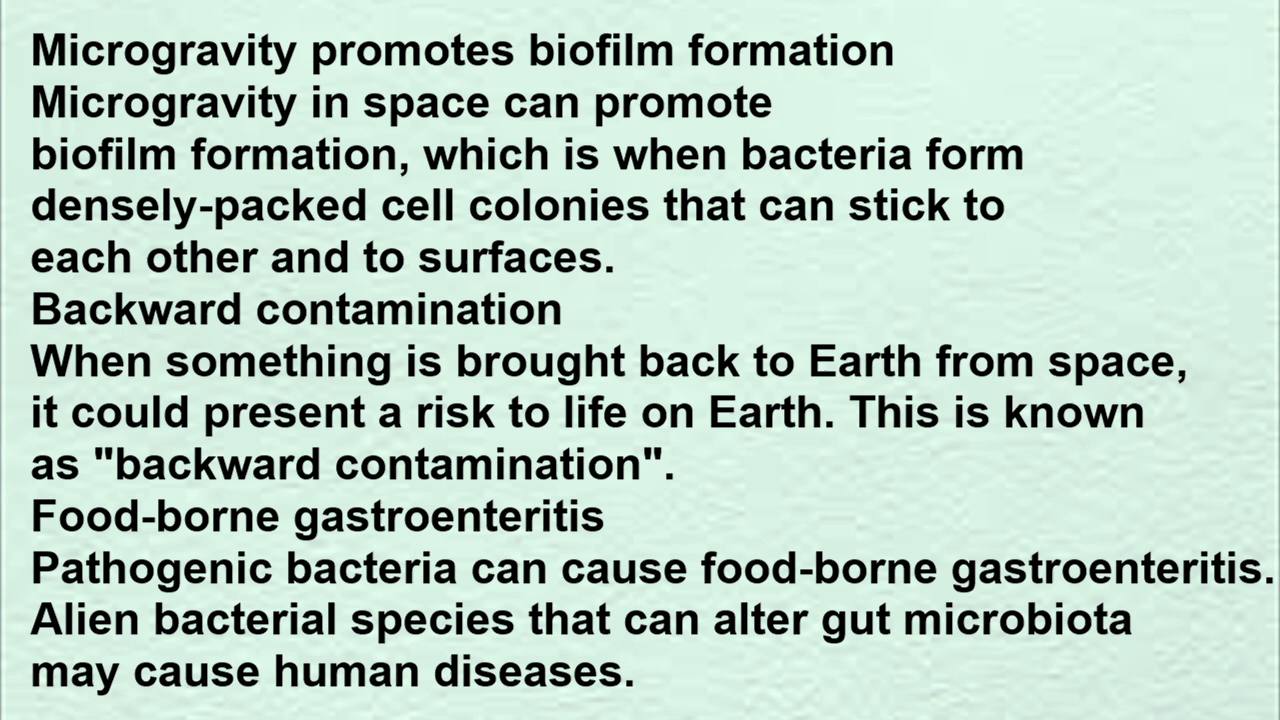 Microgravity promotes biofilm formation
Microgravity in space can promote
biofilm formation, which is when bacteria form
densely-packed cell colonies that can stick to
each other and to surfaces.
Backward contamination
When something is brought back to Earth from space,
it could present a risk to life on Earth. This is known
as "backward contamination".
Food-borne gastroenteritis
Pathogenic bacteria can cause food-borne gastroenteritis.
Alien bacterial species that can alter gut microbiota
may cause human diseases.